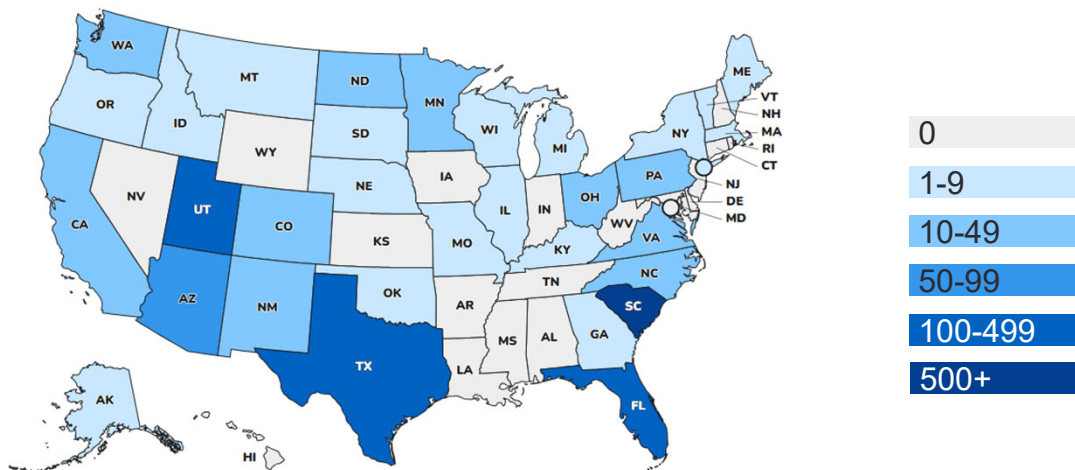 WA
MT
ND
MN
ME
VT
NH
MA
RI
CT
OR
ID
SD
WI
MI
NY
WY
NE
IA
PA
NJ
DE
MD
NV
UT
CO
KS
MO
IL
IN
OH
WV
VA
KY
CA
AZ
NM
OK
AR
TN
NC
SC
TX
LA
MS
AL
GA
FL
AK
HI
0
1-9
10-49
50-99
100-499
500+